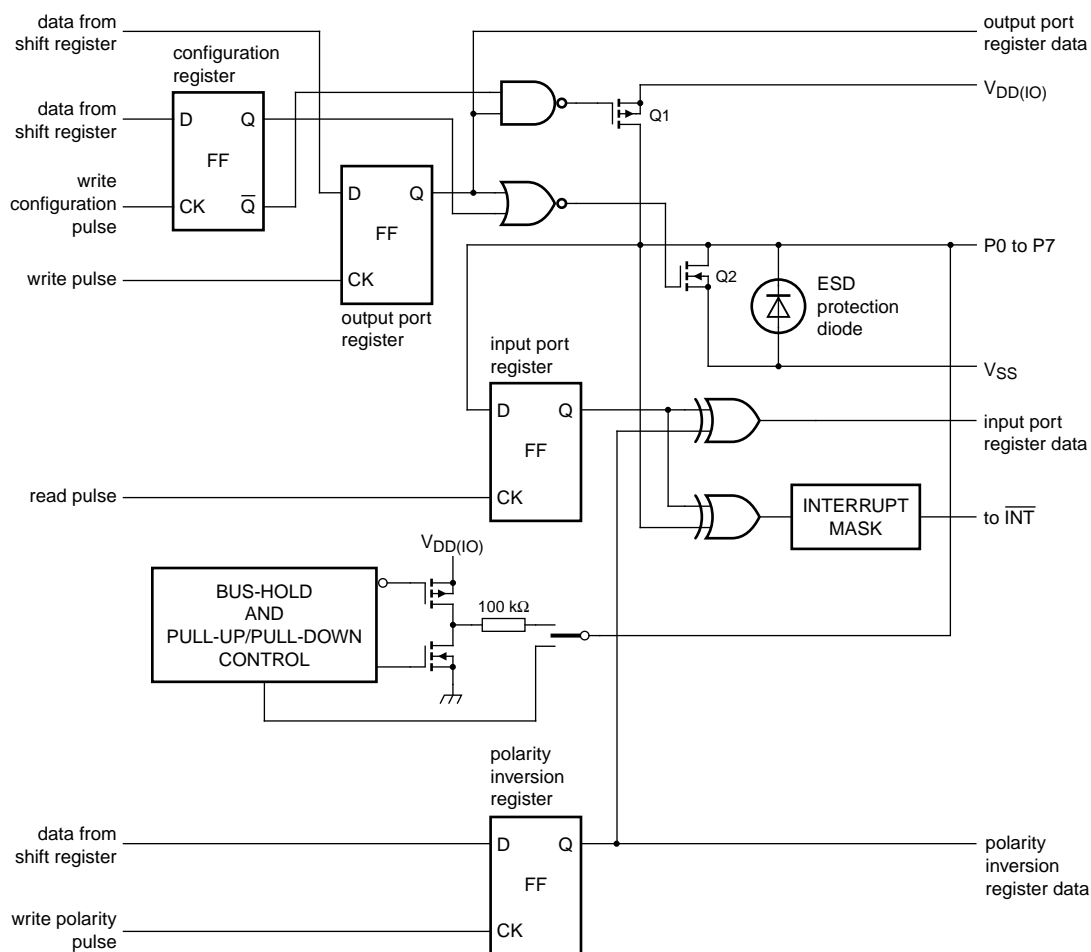 data from
shift register
output port
register data
configuration
register
V_DD(IO)
Q1
data from
shift register
D
Q
FF
write
configuration
pulse
CK
Q̅
D
Q
FF
CK
write pulse
output port
register
P0 to P7
Q2
ESD
protection
diode
V_SS
input port
register
D
Q
FF
CK
input port
register data
read pulse
INTERRUPT
MASK
to I̅N̅T̅
V_DD(IO)
BUS-HOLD
AND
PULL-UP/PULL-DOWN
CONTROL
100 kΩ
polarity
inversion
register
data from
shift register
D
Q
FF
CK
polarity
inversion
register data
write polarity
pulse